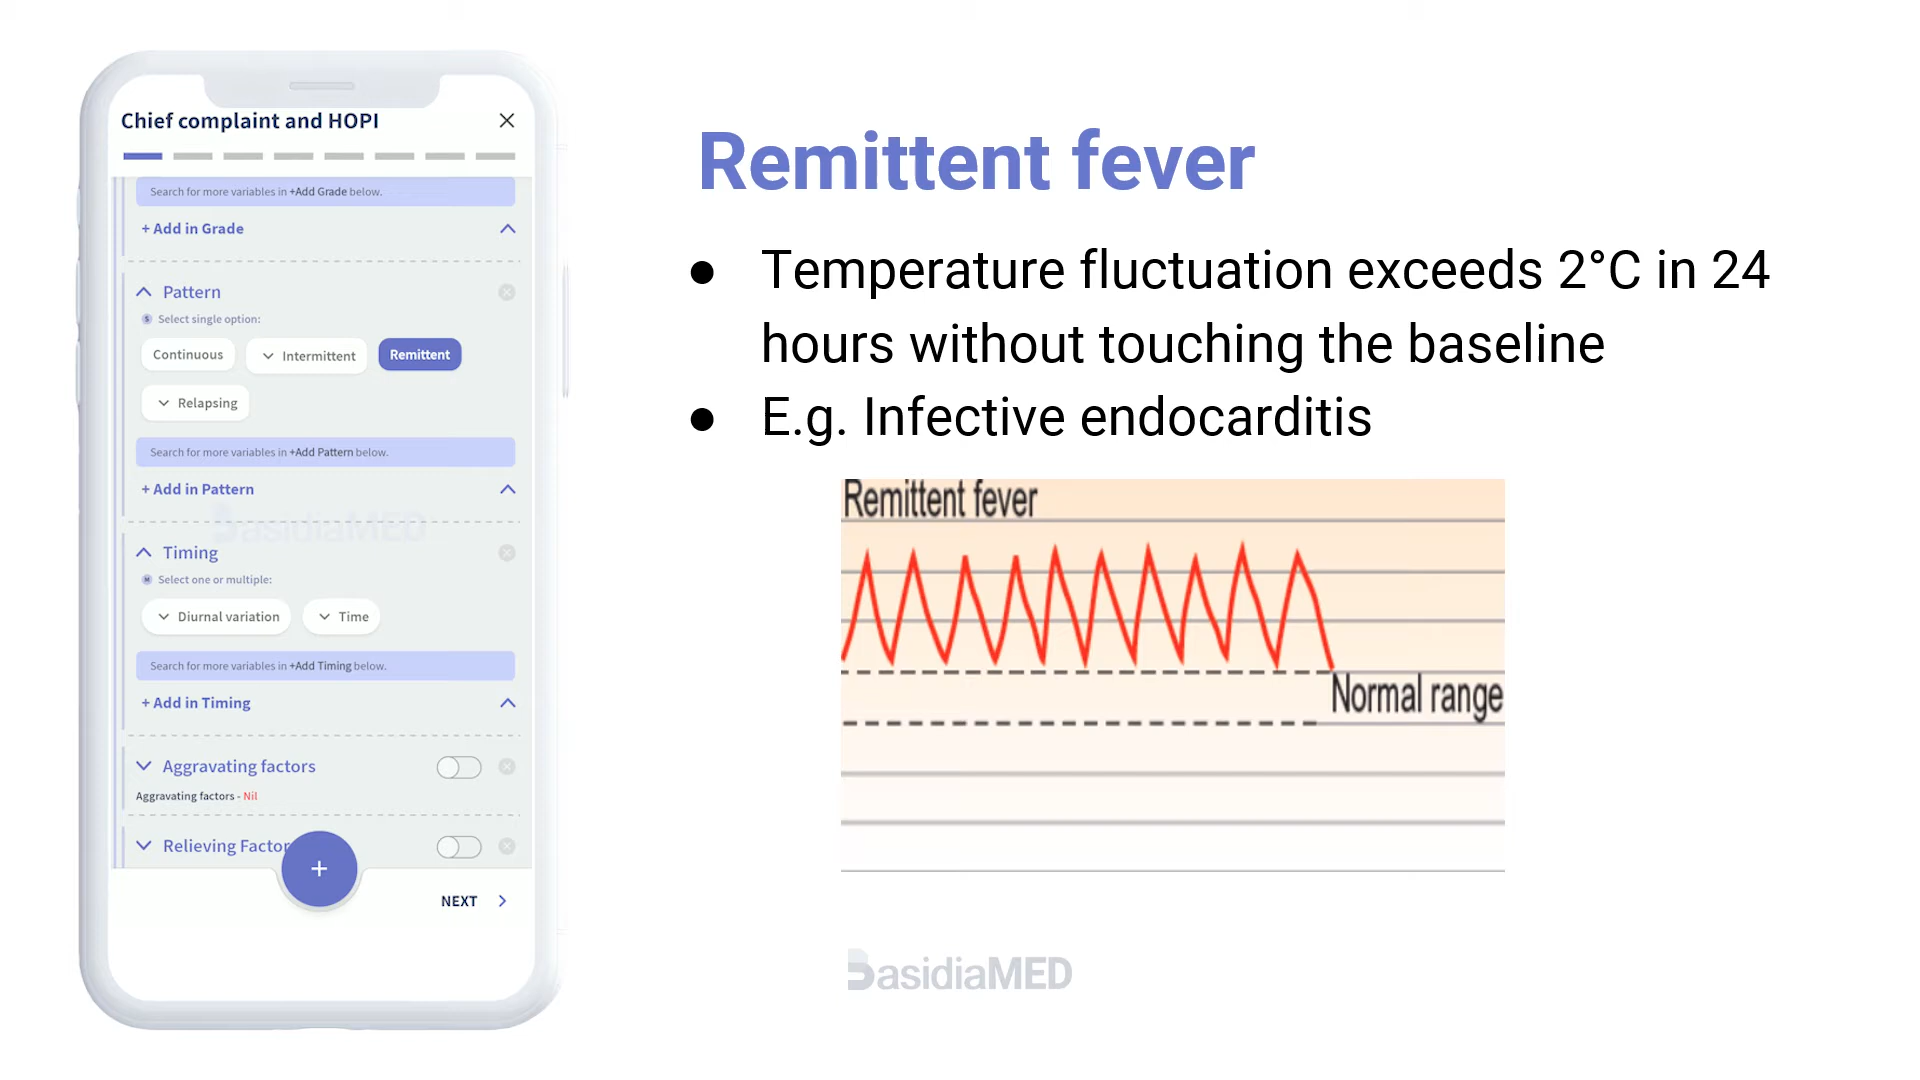 Chief complaint and HOPI
Search for more variables in +Add Grade below.
+ Add in Grade
Pattern
S Select single option:
Continuous
Intermittent
Remittent
Relapsing
Search for more variables in +Add Pattern below.
+ Add in Pattern
BasidiaMED
Timing
M Select one or multiple:
Diurnal variation
Time
Search for more variables in +Add Timing below.
+ Add in Timing
Aggravating factors
Aggravating factors - Nil
Relieving Factor
+
NEXT
Remittent fever
● Temperature fluctuation exceeds 2°C in 24
hours without touching the baseline
● E.g. Infective endocarditis
Remittent fever
Normal range
BasidiaMED